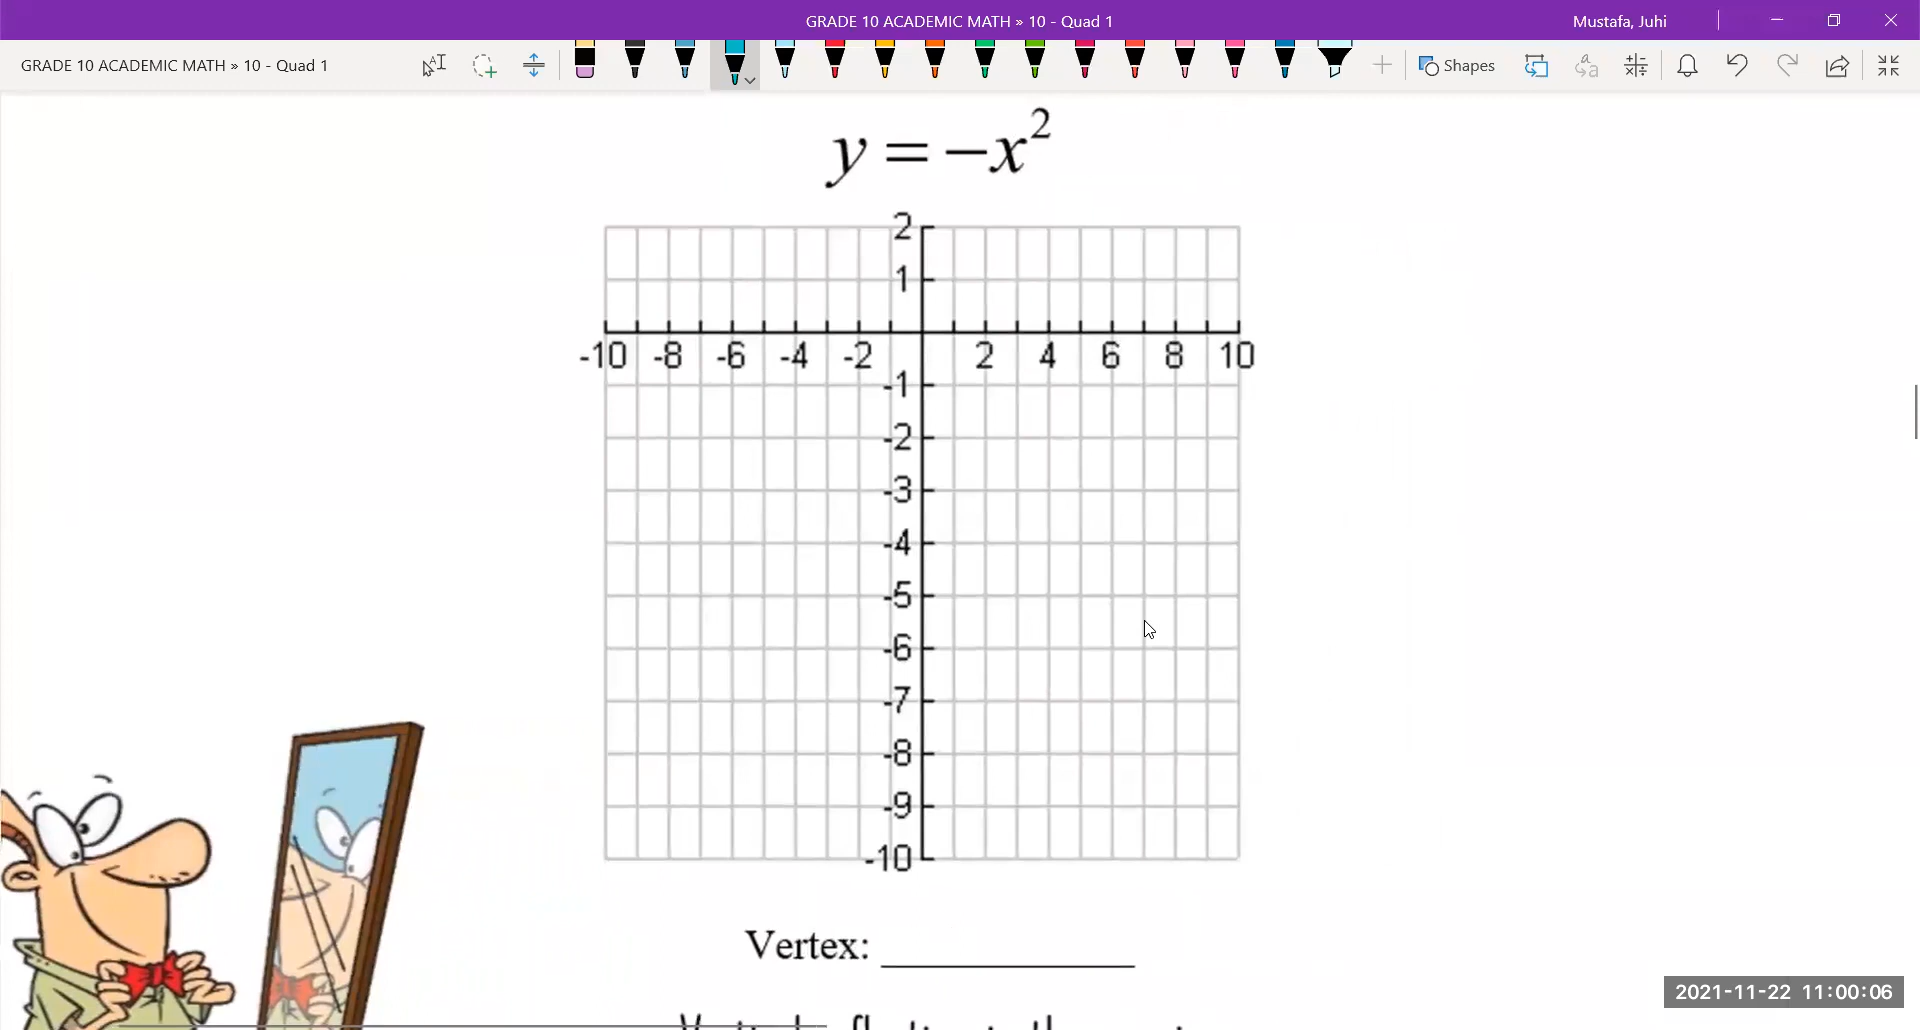 GRADE 10 ACADEMIC MATH » 10 - Quad 1
Mustafa, Juhi
GRADE 10 ACADEMIC MATH » 10 - Quad 1
Shapes
y = -x²
2
1
-10 -8 -6 -4 -2 2 4 6 8 10
-1
-2
-3
-4
-5
-6
-7
-8
-9
-10
Vertex: ____________
2021-11-22 11:00:06